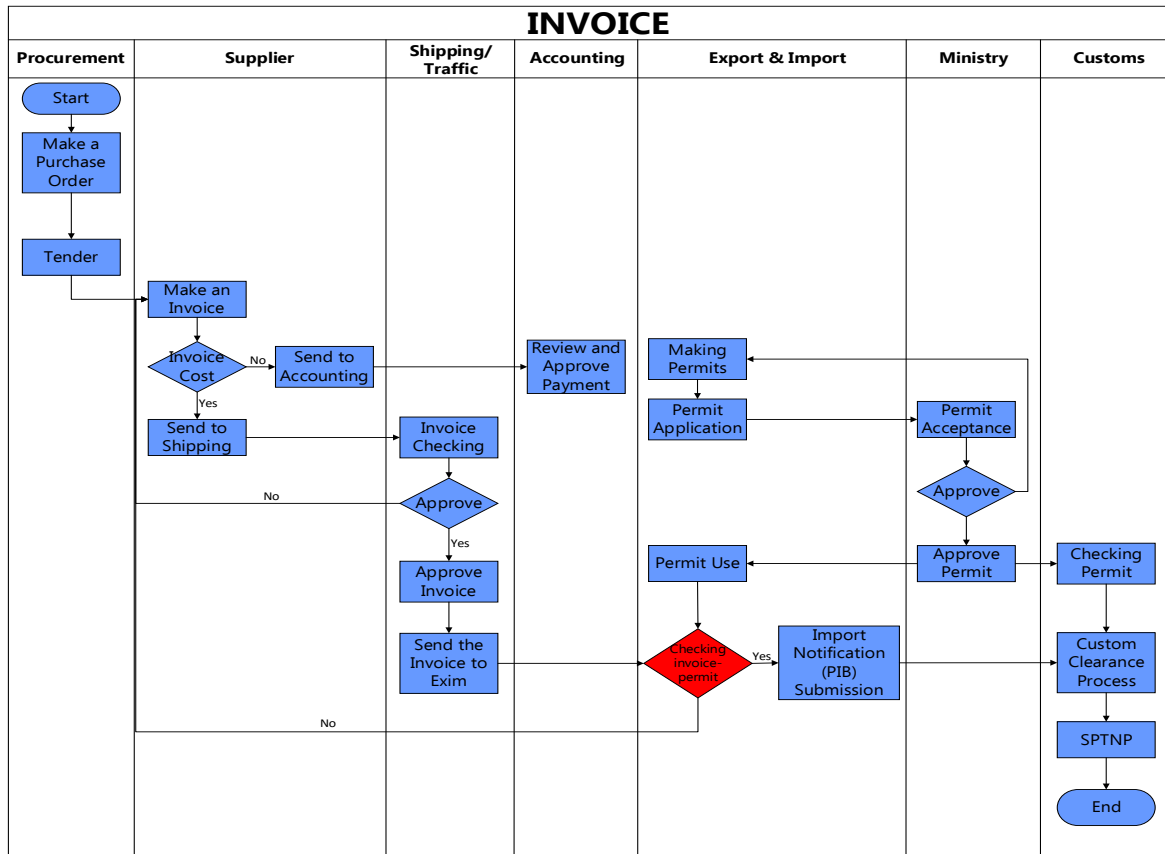 INVOICE
Procurement
Supplier
Shipping/
Traffic
Accounting
Export & Import
Ministry
Customs
Start
Make a
Purchase
Order
Tender
Make an
Invoice
Invoice
Cost
No
Send to
Accounting
Review and
Approve
Payment
Making
Permits
Yes
Send to
Shipping
Invoice
Checking
Permit
Application
Permit
Acceptance
No
Approve
Approve
Yes
Approve
Invoice
Permit Use
Approve
Permit
Checking
Permit
Send the
Invoice to
Exim
Checking
invoice-
permit
Yes
Import
Notification
(PIB)
Submission
Custom
Clearance
Process
No
SPTNP
End